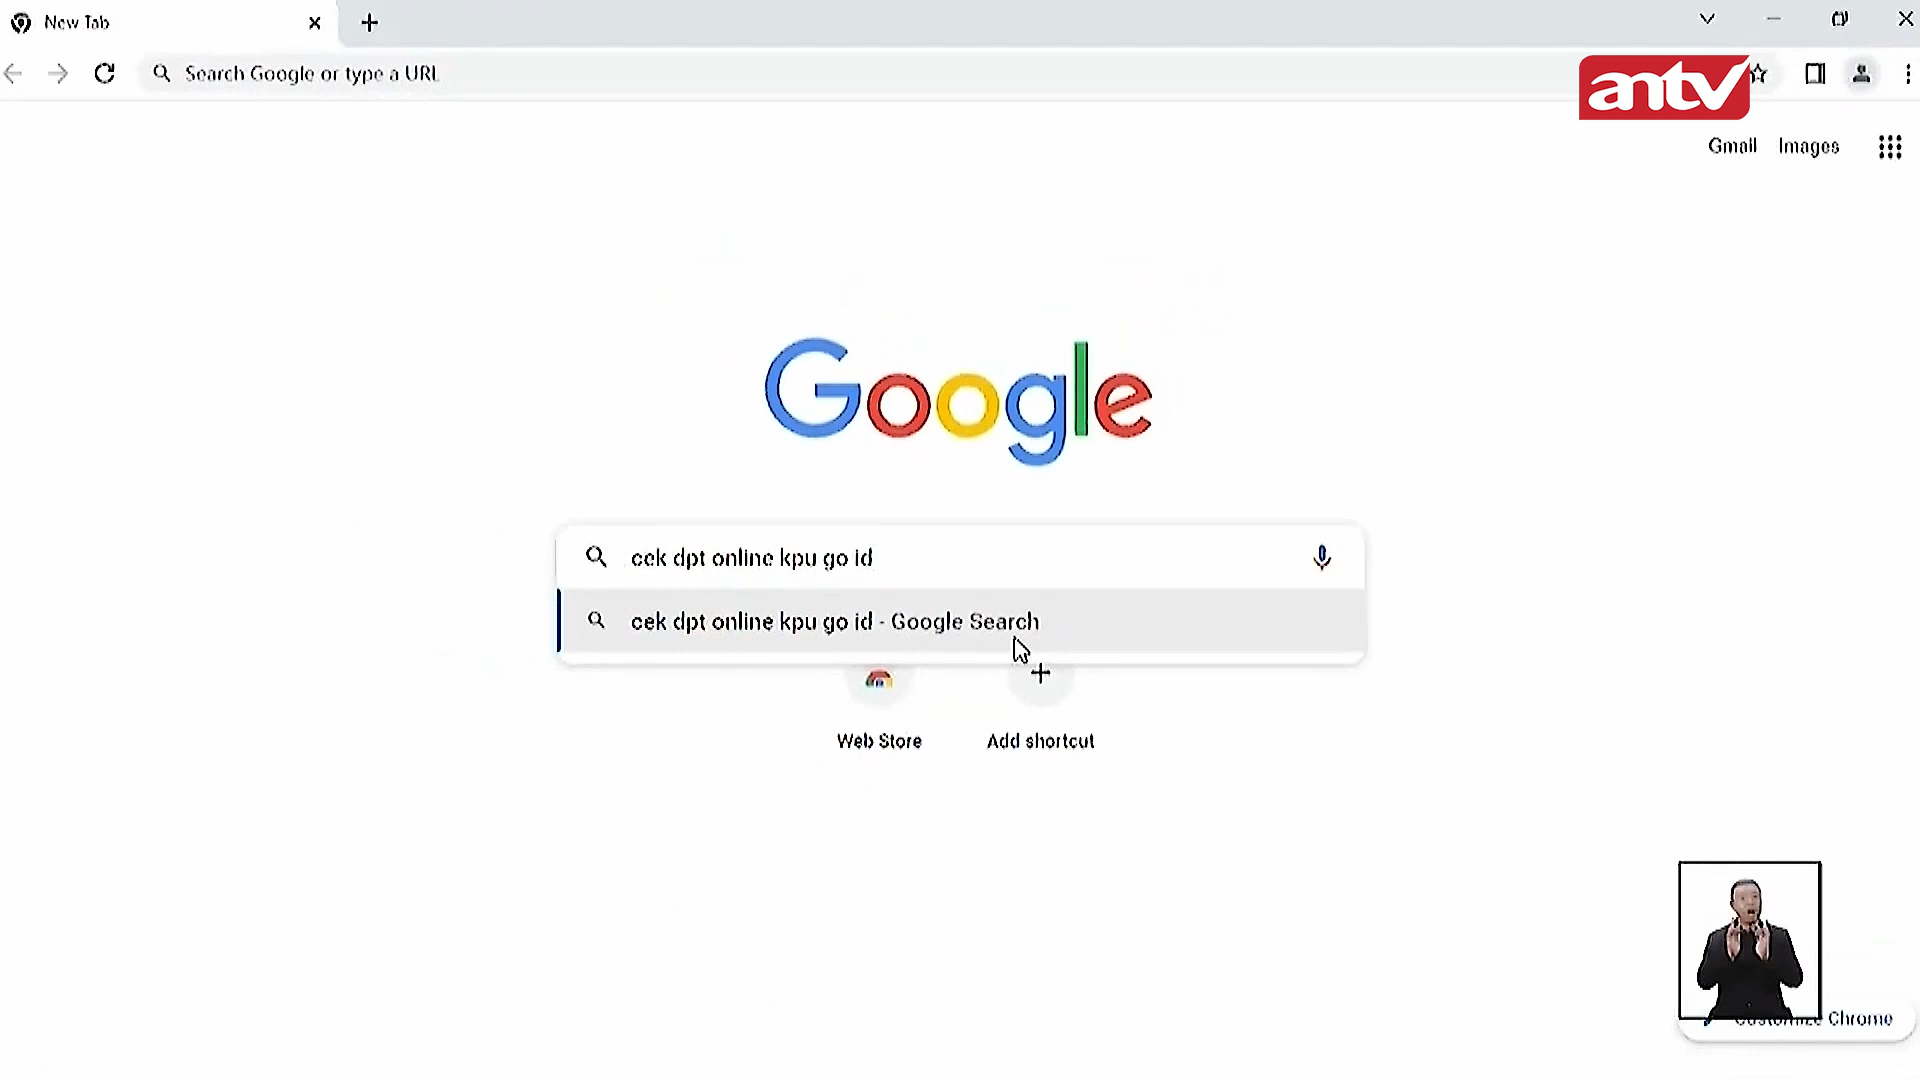 New Tab
Search Google or type a URL
antv
Gmail Images
Google
cek dpt online kpu go id
cek dpt online kpu go id - Google Search
Web Store Add shortcut
Customize Chrome